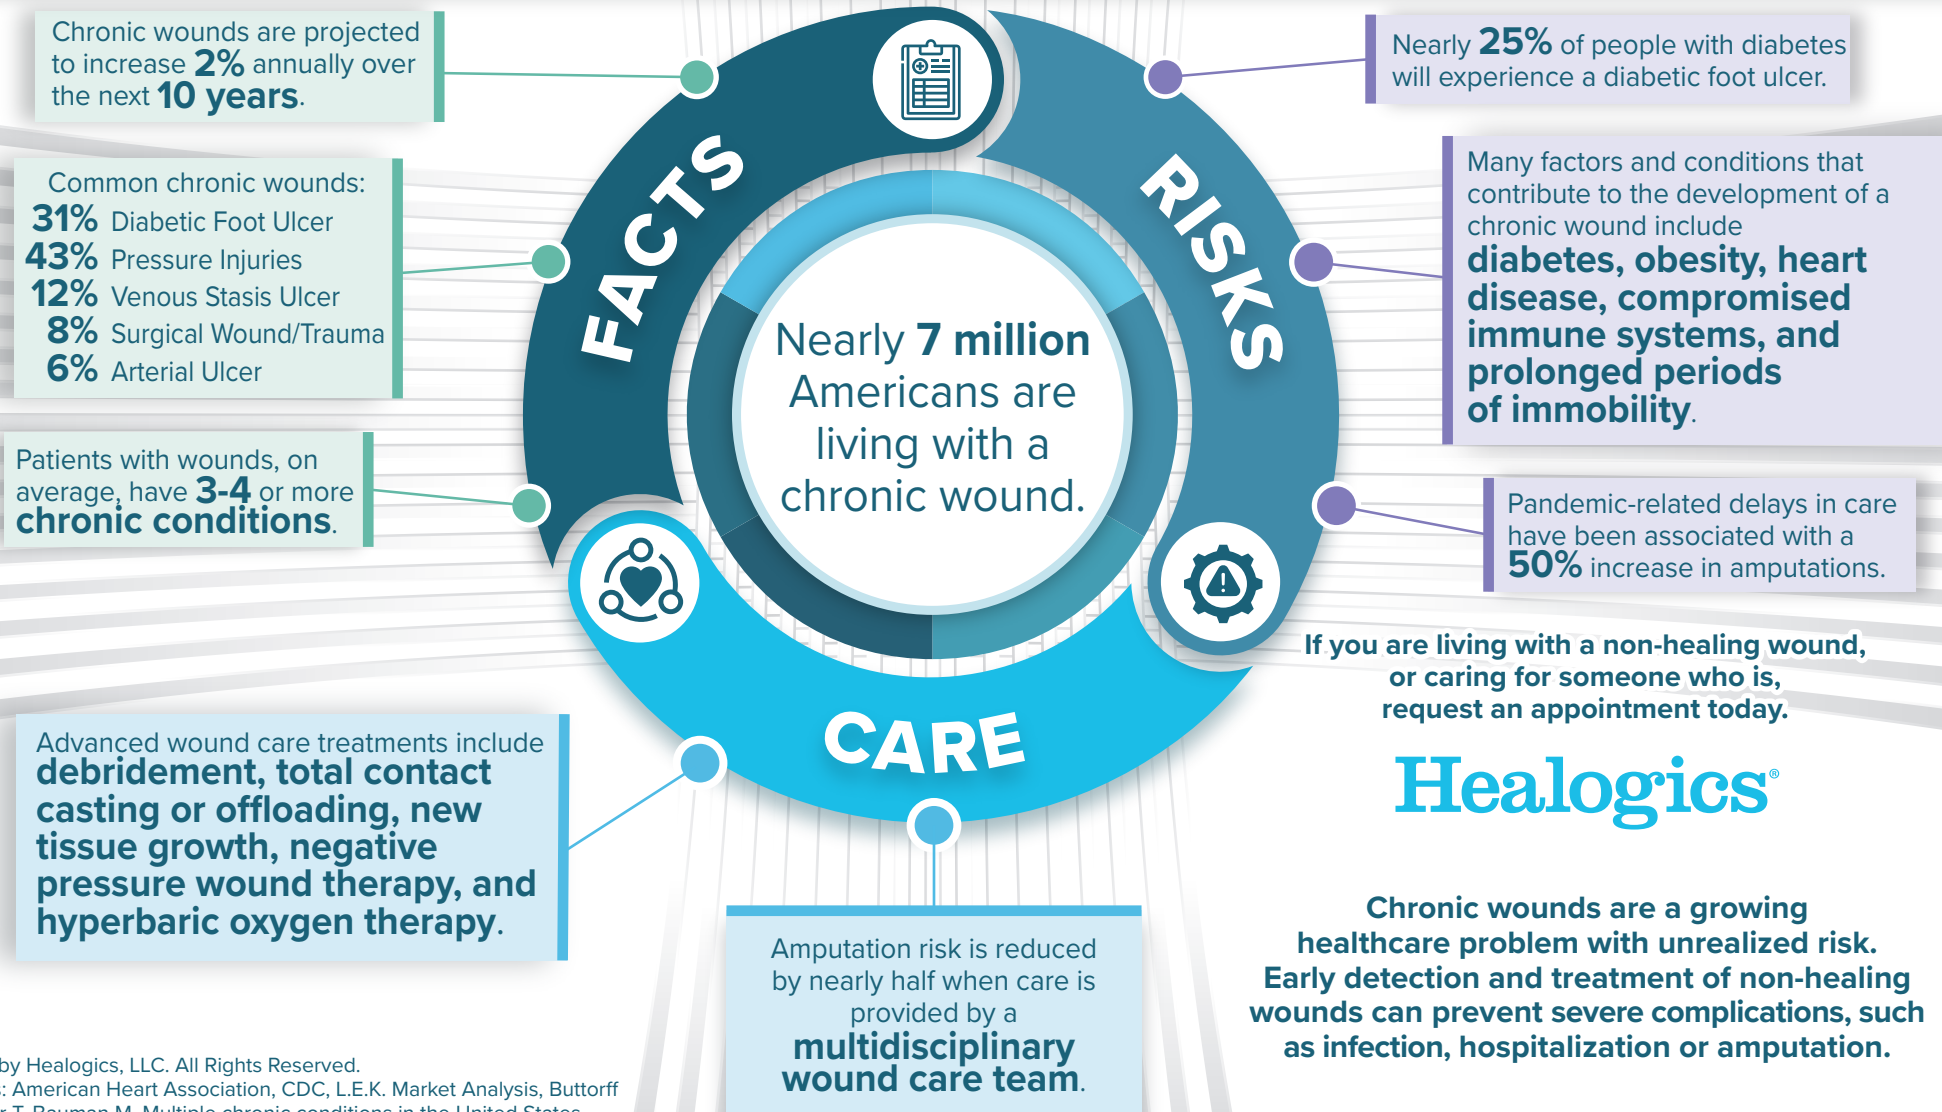 Chronic wounds are projected
to increase 2% annually over
the next 10 years.
Common chronic wounds:
31% Diabetic Foot Ulcer
43% Pressure Injuries
12% Venous Stasis Ulcer
8% Surgical Wound/Trauma
6% Arterial Ulcer
Patients with wounds, on
average, have 3-4 or more
chronic conditions.
FACTS
Nearly 7 million
Americans are
living with a
chronic wound.
RISKS
Nearly 25% of people with diabetes
will experience a diabetic foot ulcer.
Many factors and conditions that
contribute to the development of a
chronic wound include
diabetes, obesity, heart
disease, compromised
immune systems, and
prolonged periods
of immobility.
Pandemic-related delays in care
have been associated with a
50% increase in amputations.
CARE
Advanced wound care treatments include
debridement, total contact
casting or offloading, new
tissue growth, negative
pressure wound therapy, and
hyperbaric oxygen therapy.
Amputation risk is reduced
by nearly half when care is
provided by a
multidisciplinary
wound care team.
If you are living with a non-healing wound,
or caring for someone who is,
request an appointment today.
Healogics®
Chronic wounds are a growing
healthcare problem with unrealized risk.
Early detection and treatment of non-healing
wounds can prevent severe complications, such
as infection, hospitalization or amputation.
by Healogics, LLC. All Rights Reserved.
: American Heart Association, CDC, L.E.K. Market Analysis, Buttorff
T, Bauman M. Multiple chronic conditions in the United States